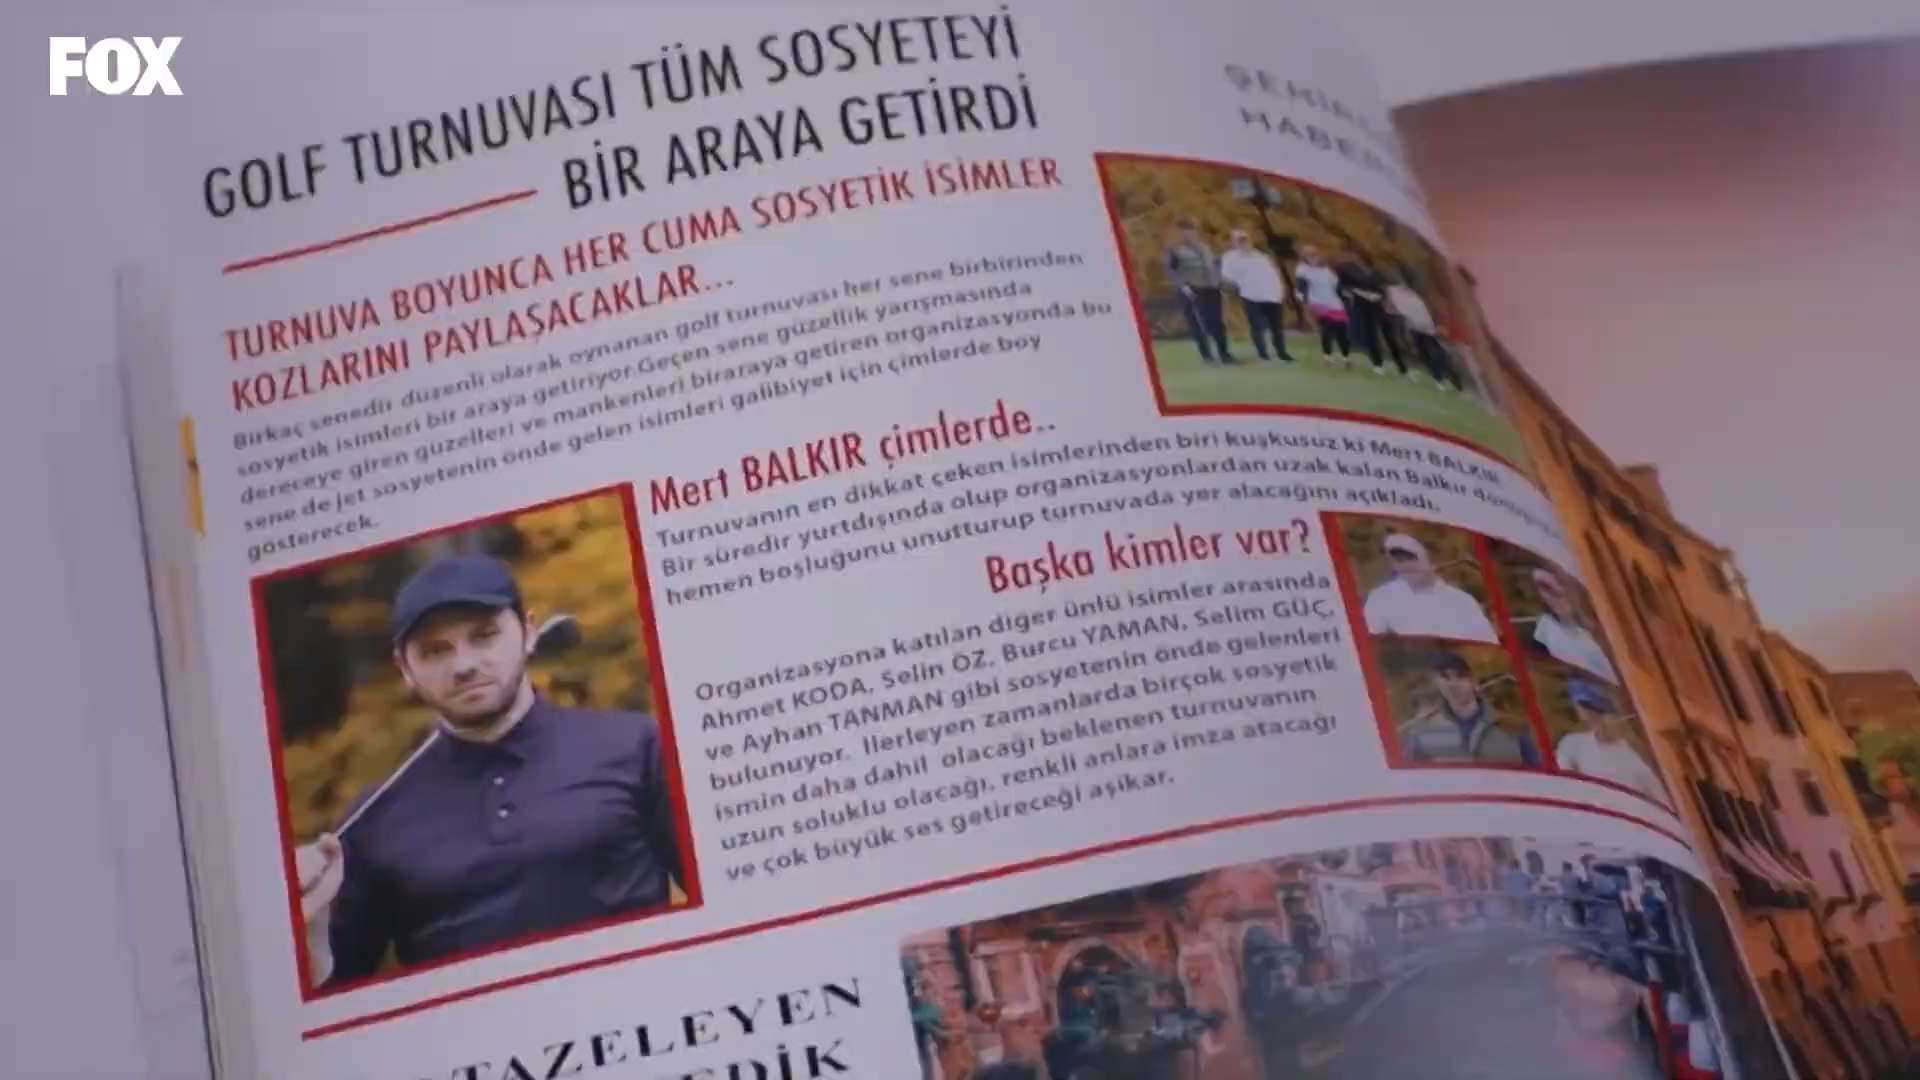 FOX
GOLF TURNUVASI TÜM SOSYETEYİ
BİR ARAYA GETİRDİ
TURNUVA BOYUNCA HER CUMA SOSYETİK İSİMLER
KOZLARINI PAYLAŞACAKLAR...
Birkaç senedir düzenli olarak oynanan golf turnuvası her sene birbirinden
sosyetik isimleri bir araya getiriyor.Geçen sene güzellik yarışmasında
dereceye giren güzelleri ve mankenleri biraraya getiren organizasyonda bu
sene de jet sosyetenin önde gelen isimleri galibiyet için çimlerde boy
gösterecek.
Mert BALKIR çimlerde..
Turnuvanın en dikkat çeken isimlerinden biri kuşkusuz ki Mert BALKIR
Bir süredir yurtdışında olup organizasyonlardan uzak kalan Balkır
hemen boşluğunu unutturup turnuvada yer alacağını açıkladı.
Başka kimler var?
Organizasyona katılan diğer ünlü isimler arasında
Ahmet KODA, Selin ÖZ, Burcu YAMAN, Selim GÜÇ,
ve Ayhan TANMAN gibi sosyetenin önde gelenleri
bulunuyor. Ilerleyen zamanlarda birçok sosyetik
ismin daha dahil olacağı beklenen turnuvanın
uzun soluklu olacağı, renkli anlara imza atacağı
ve çok büyük ses getireceği aşikar.
TAZELEYEN
EDİK